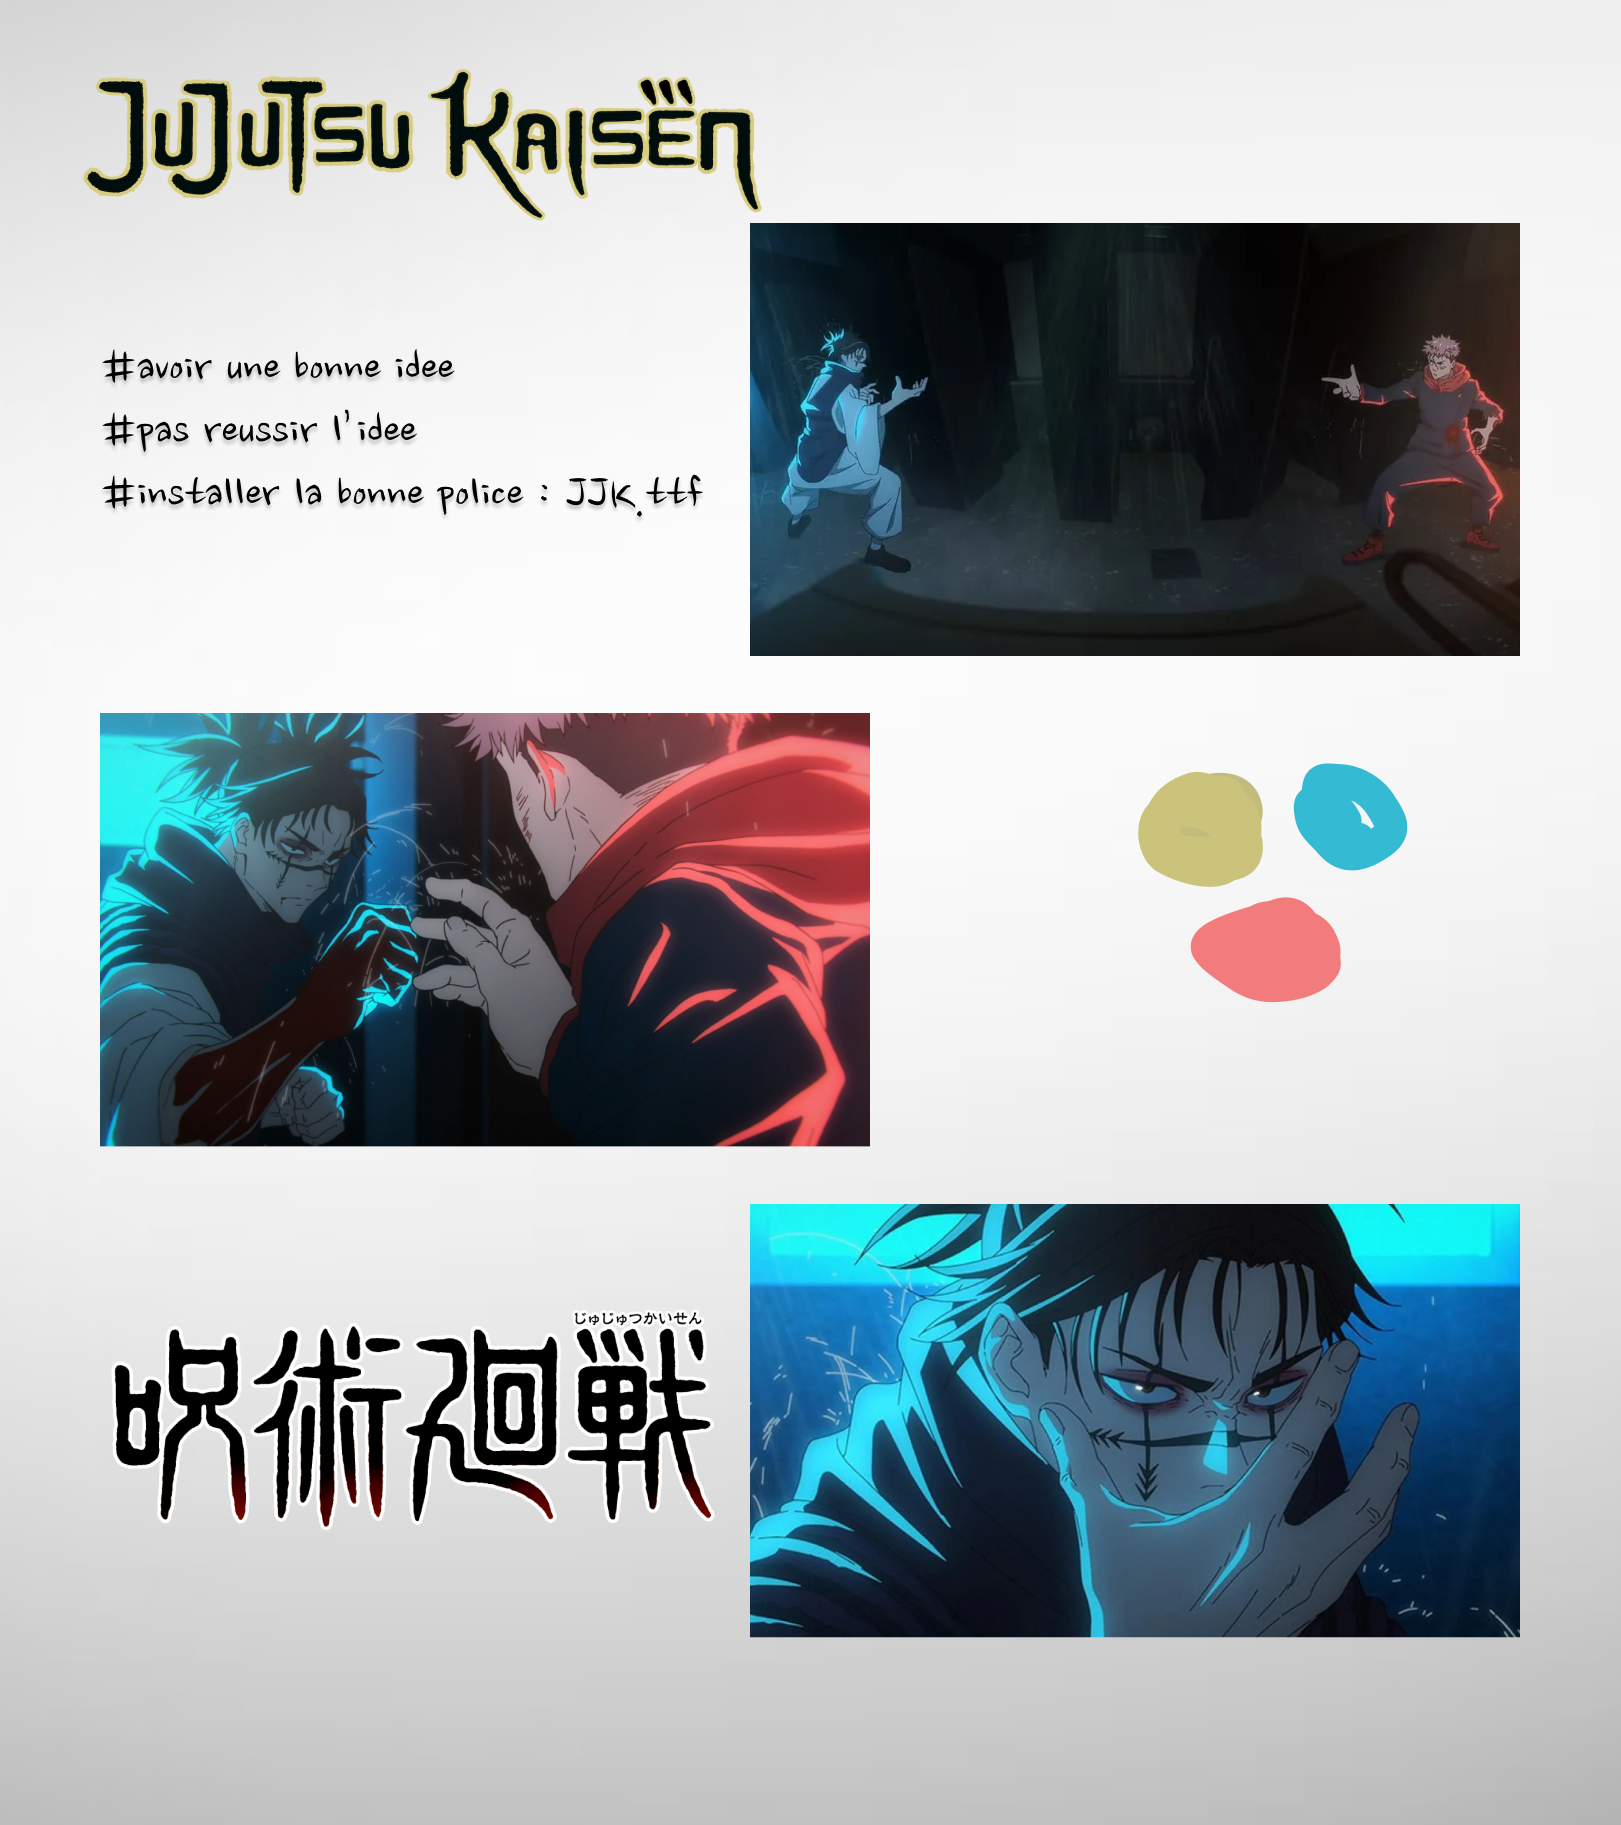 JUJUTSU KAISEN
#avoir une bonne idee
#pas reussir l'idee
#installer la bonne police : JJK.ttf
じゅじゅつかいせん
呪術廻戦